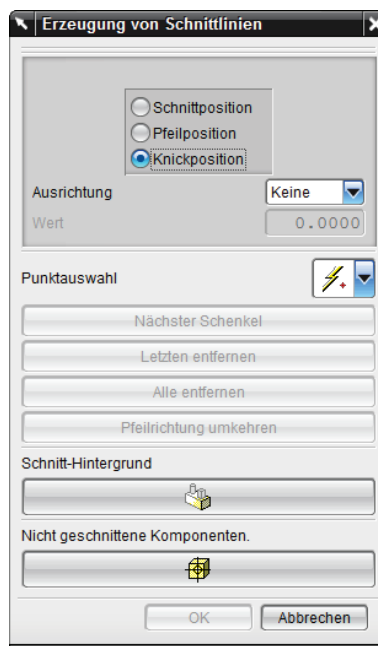 Erzeugung von Schnittlinien
Schnittposition
Pfeilposition
Knickposition
Ausrichtung Keine
Wert 0.0000
Punktauswahl
Nächster Schenkel
Letzten entfernen
Alle entfernen
Pfeilrichtung umkehren
Schnitt-Hintergrund
Nicht geschnittene Komponenten.
OK Abbrechen